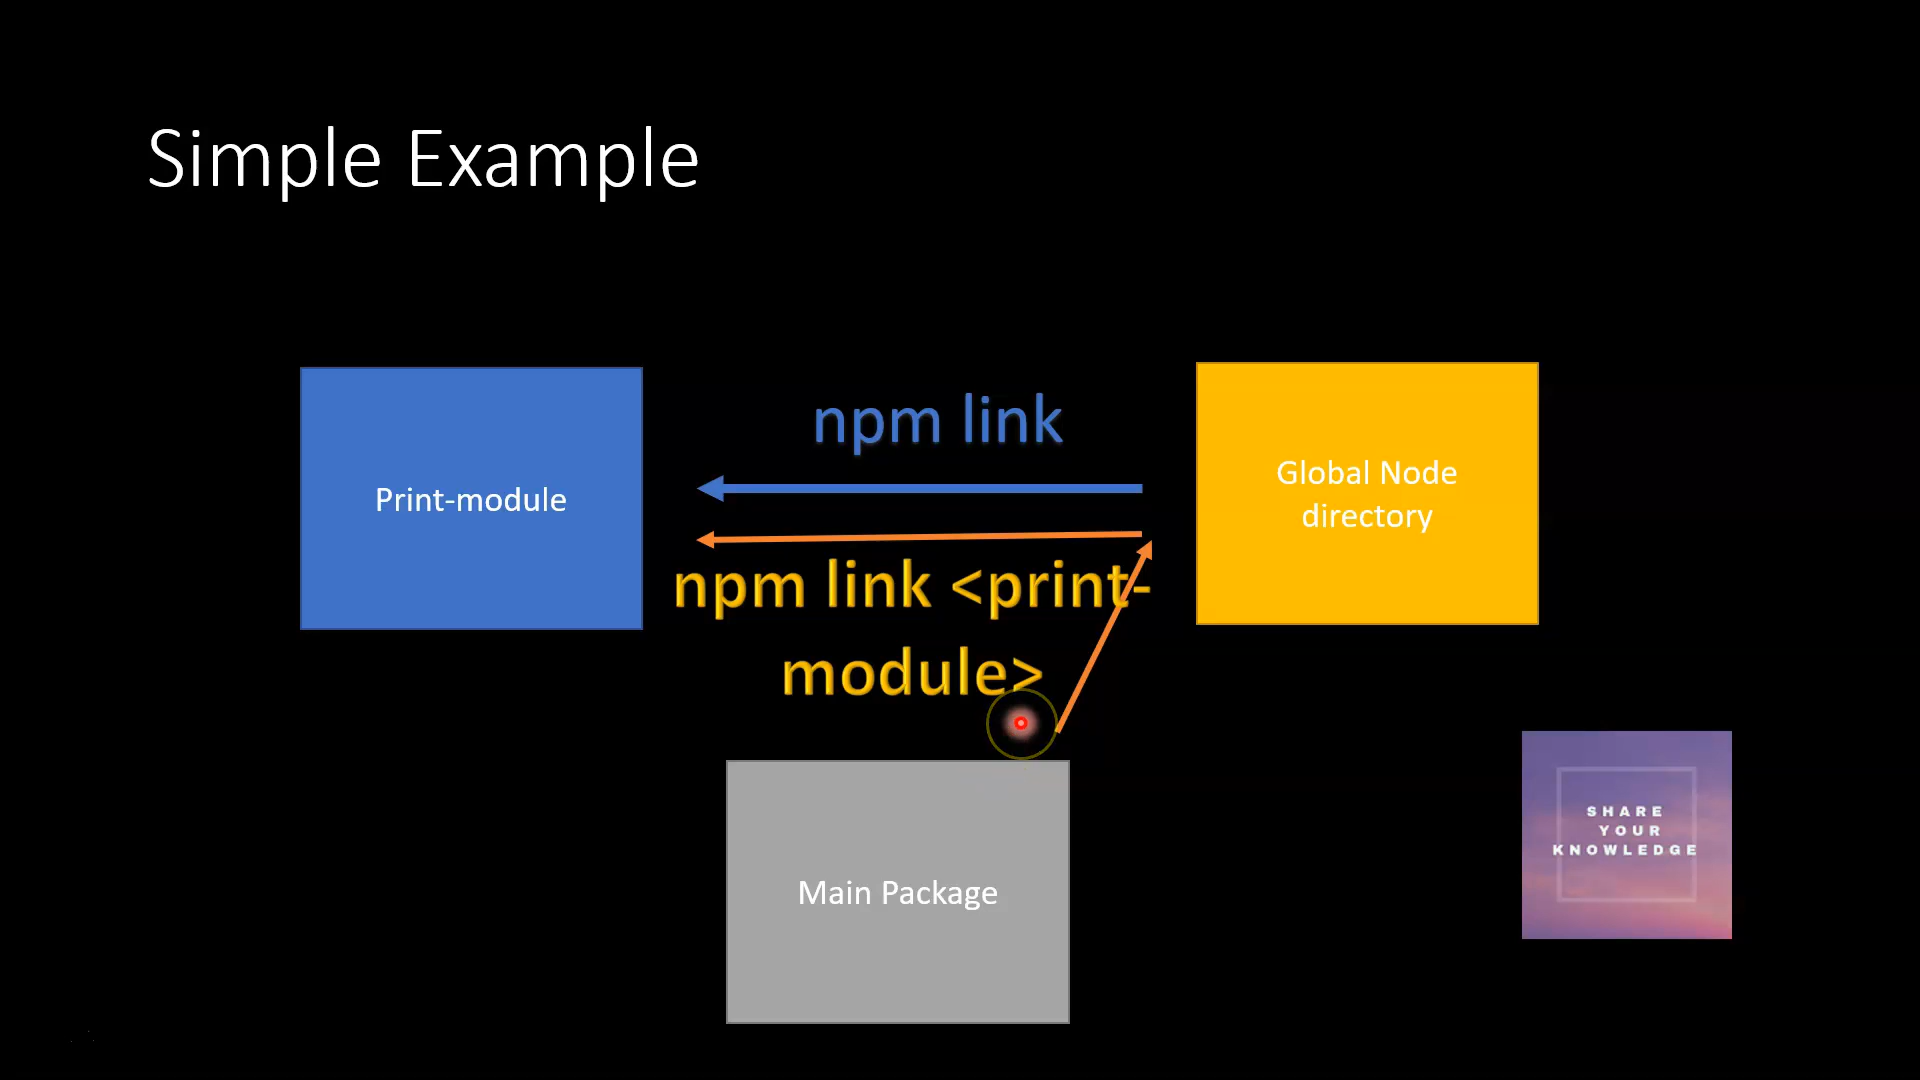 Simple Example
npm link
Print-module
Global Node
directory
npm link <print-
module>
Main Package
SHARE
YOUR
KNOWLEDGE